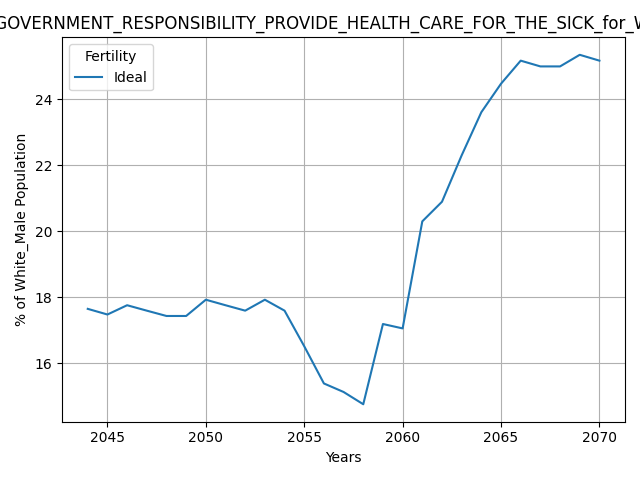 GOVERNMENT_RESPONSIBILITY_PROVIDE_HEALTH_CARE_FOR_THE_SICK_for_W
Fertility
Ideal
% of White_Male Population
24
22
20
18
16
2045 2050 2055 2060 2065 2070
Years